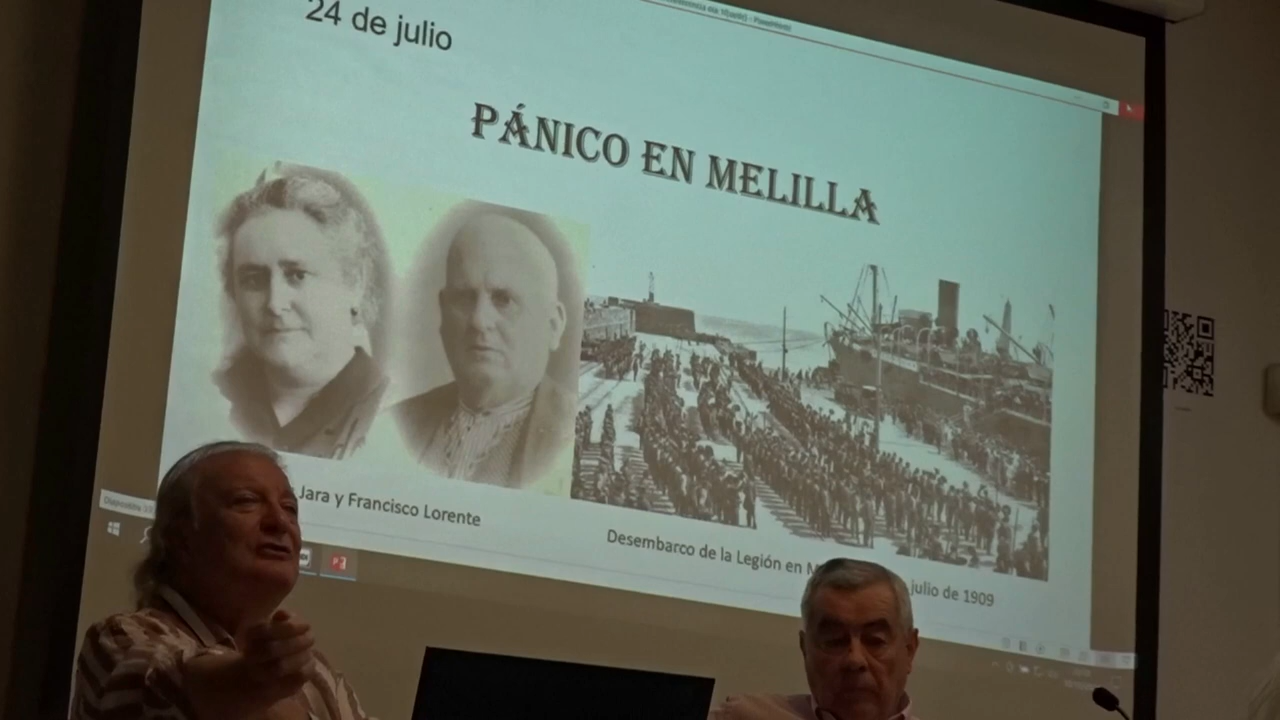 24 de julio
PÁNICO EN MELILLA
Jara y Francisco Lorente
Desembarco de la Legión en M
julio de 1909